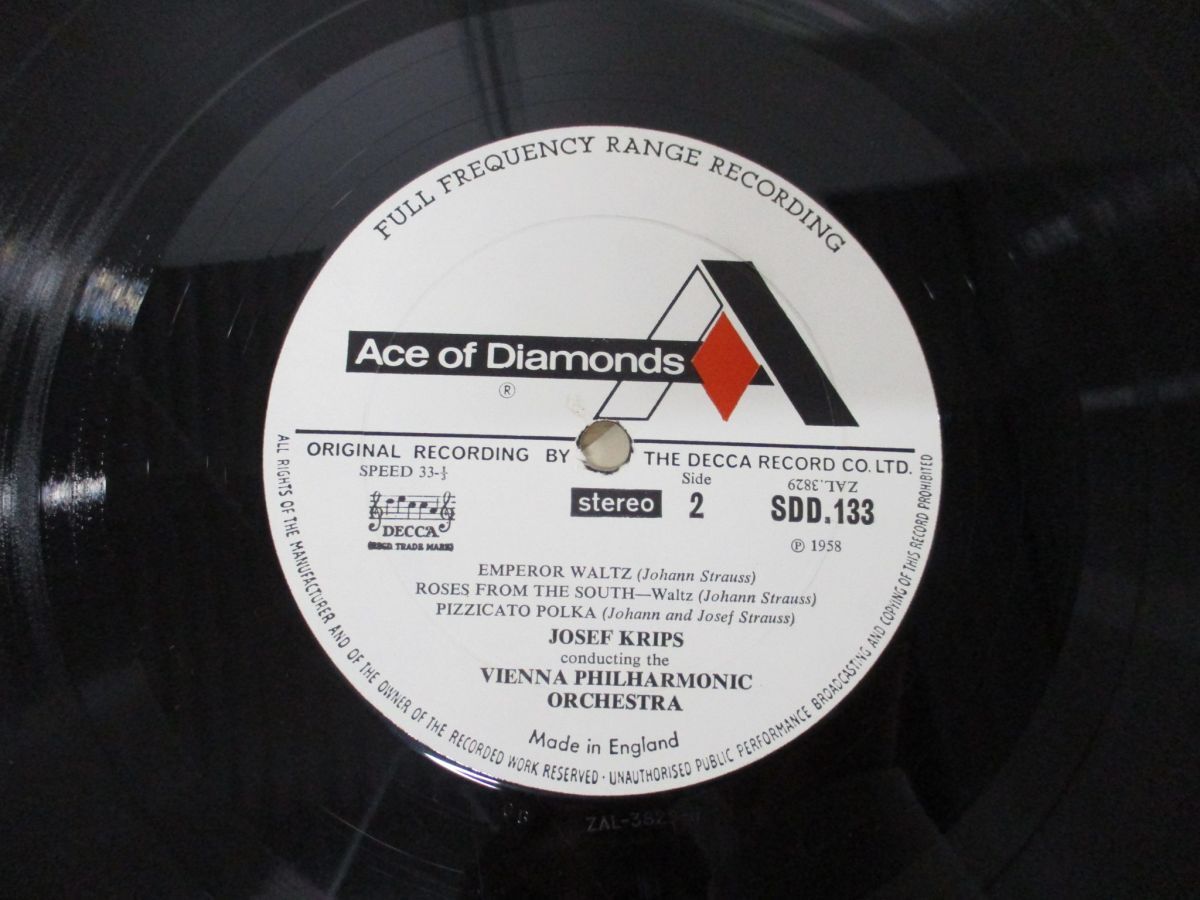 FULL FREQUENCY RANGE RECORDING
Ace of Diamonds
®
ORIGINAL RECORDING BY THE DECCA RECORD CO. LTD.
SPEED 33-⅓
DECCA
(REGD TRADE MARK)
stereo
Side
2
ZAL.3829
SDD.133
℗ 1958
EMPEROR WALTZ (Johann Strauss)
ROSES FROM THE SOUTH—Waltz (Johann Strauss)
PIZZICATO POLKA (Johann and Josef Strauss)
JOSEF KRIPS
conducting the
VIENNA PHILHARMONIC
ORCHESTRA
Made in England
ALL RIGHTS OF THE MANUFACTURER AND OF THE OWNER OF THE RECORDED WORK RESERVED · UNAUTHORISED PUBLIC PERFORMANCE BROADCASTING AND COPYING OF THIS RECORD PROHIBITED